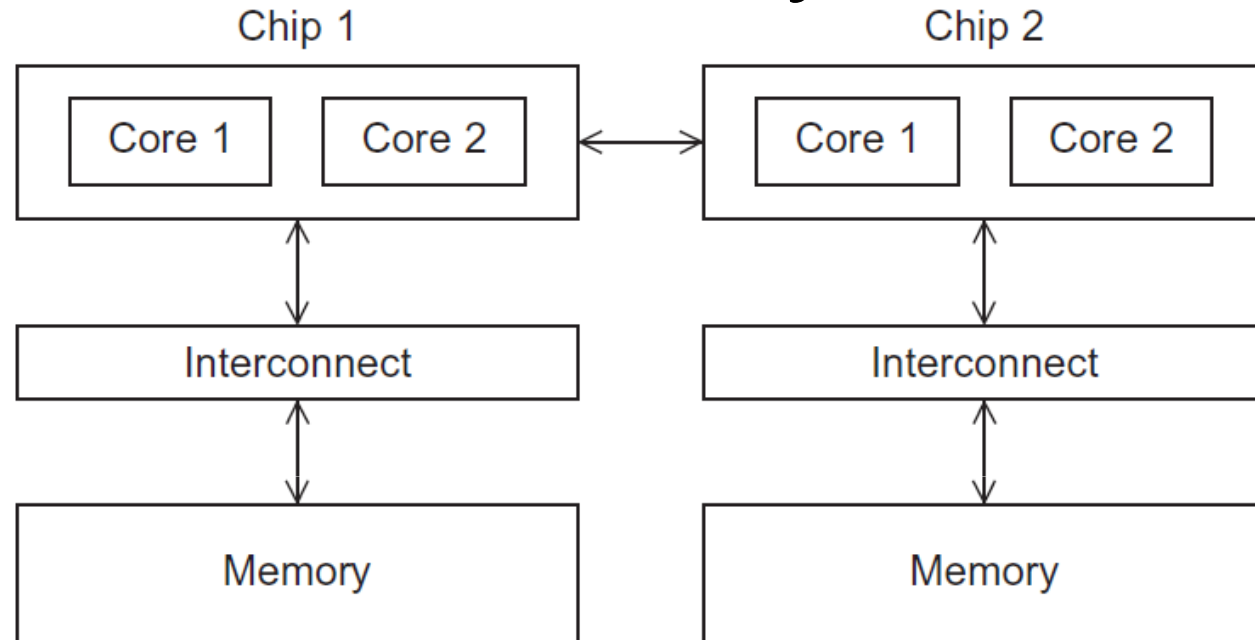 Chip 1
Chip 2
Core 1
Core 2
Core 1
Core 2
Interconnect
Interconnect
Memory
Memory